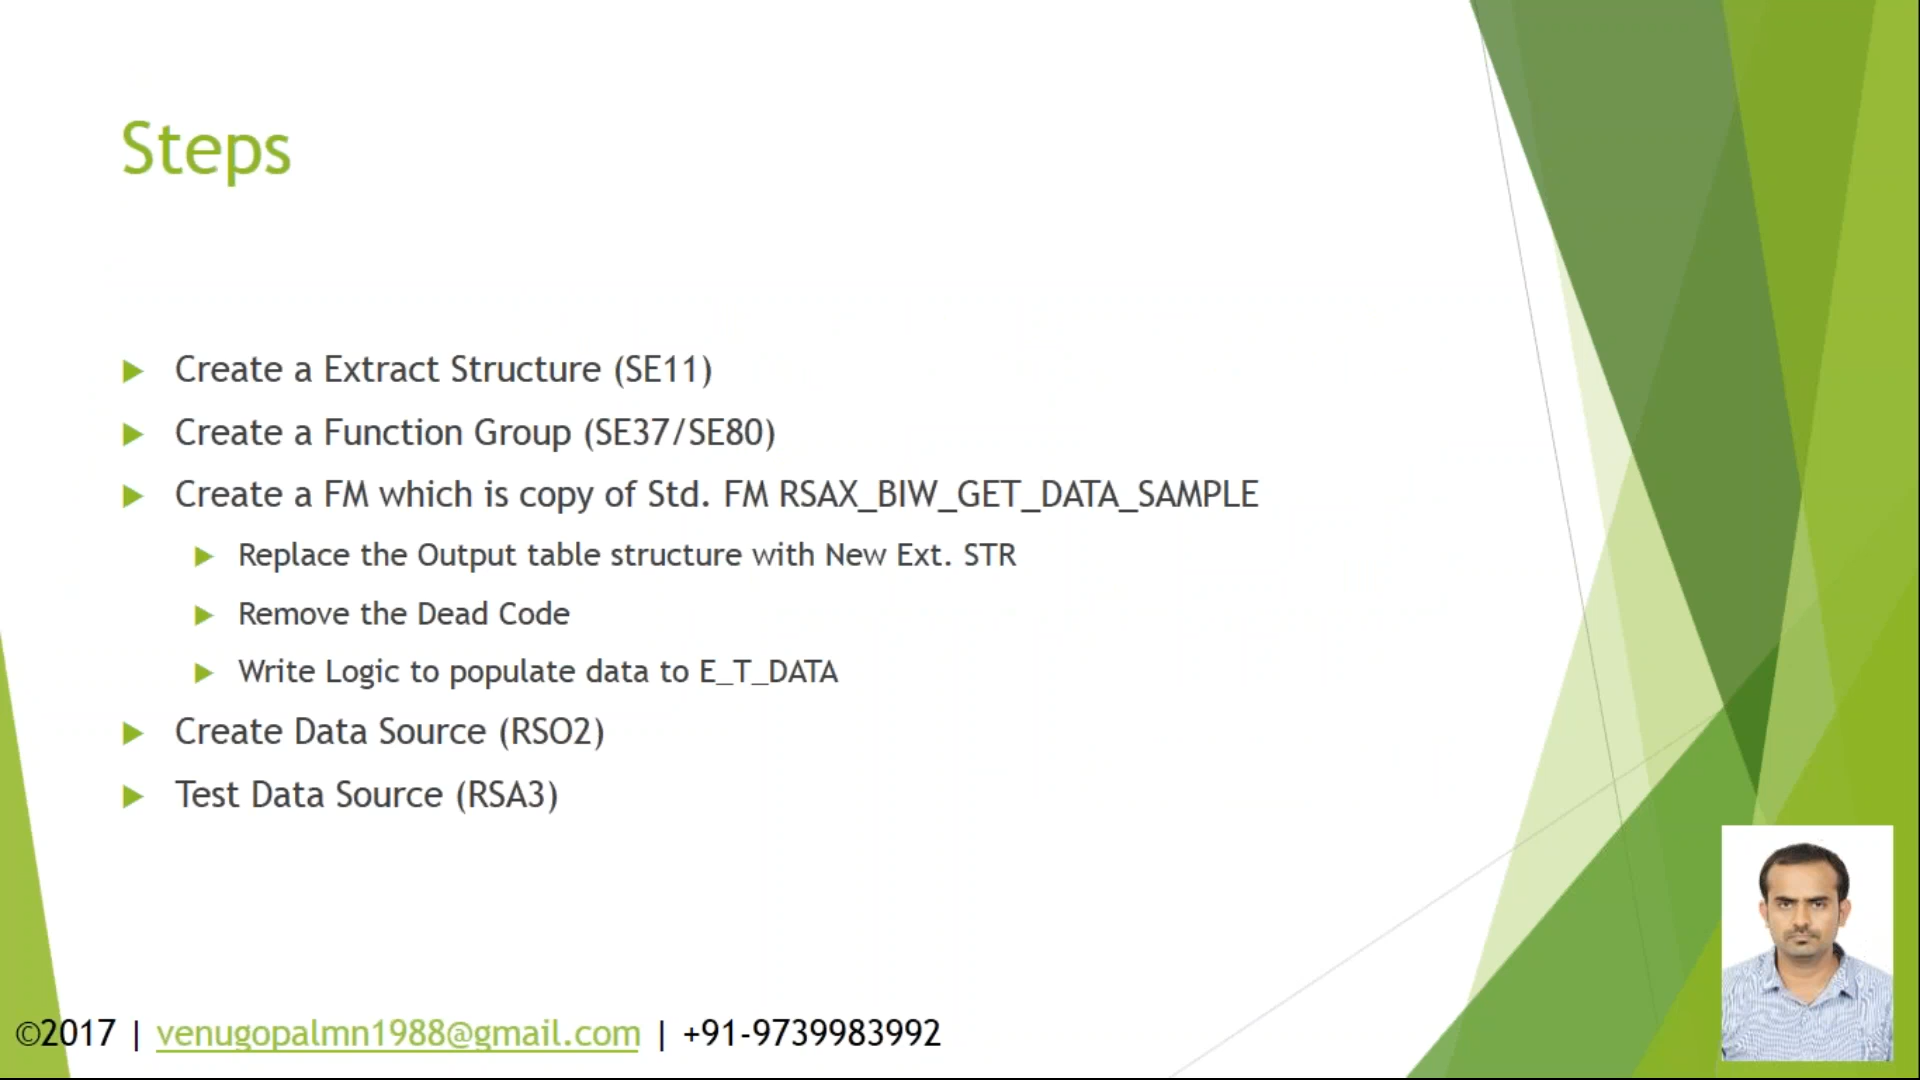 Steps
Create a Extract Structure (SE11)
Create a Function Group (SE37/SE80)
Create a FM which is copy of Std. FM RSAX_BIW_GET_DATA_SAMPLE
Replace the Output table structure with New Ext. STR
Remove the Dead Code
Write Logic to populate data to E_T_DATA
Create Data Source (RSO2)
Test Data Source (RSA3)
©2017 | venugopalmn1988@gmail.com | +91-9739983992